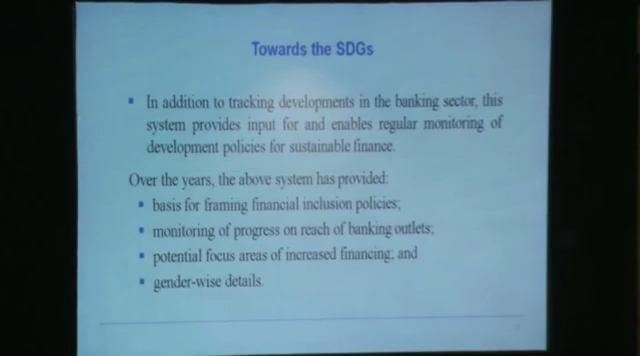 Towards the SDGs
▪ In addition to tracking developments in the banking sector, this
system provides input for and enables regular monitoring of
development policies for sustainable finance.
Over the years, the above system has provided:
▪ basis for framing financial inclusion policies;
▪ monitoring of progress on reach of banking outlets;
▪ potential focus areas of increased financing; and
▪ gender-wise details.